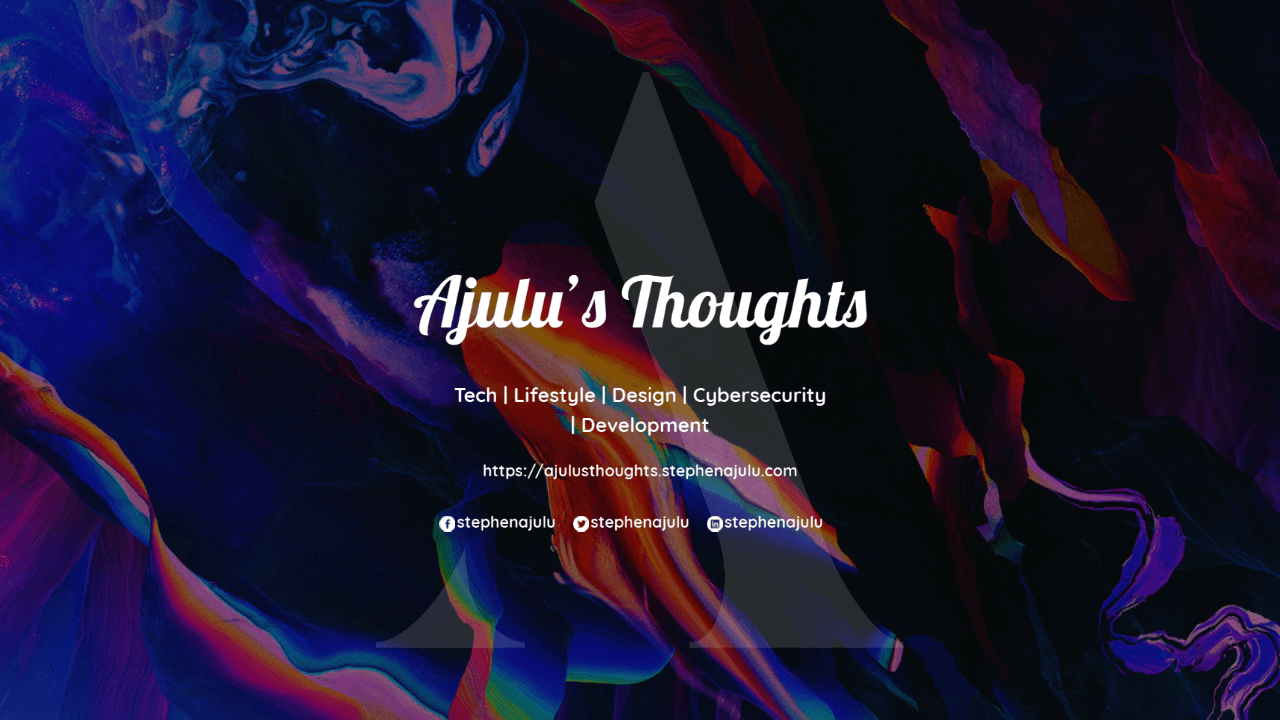 A
Ajulu's Thoughts
Tech | Lifestyle | Design | Cybersecurity
| Development
https://ajulusthoughts.stephenajulu.com
stephenajulu stephenajulu stephenajulu